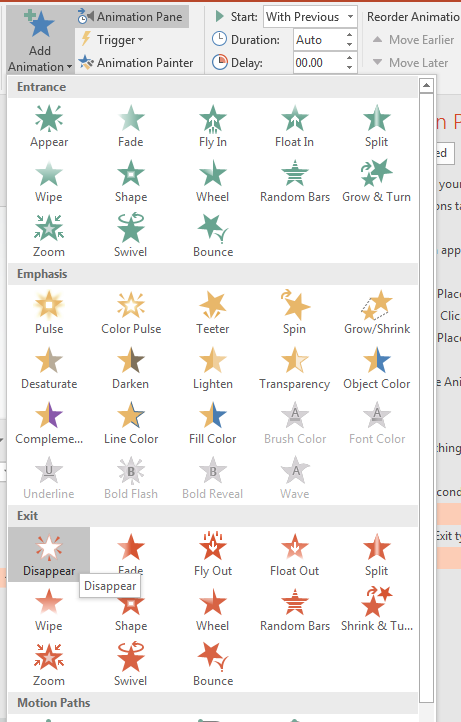 Add Animation
Animation Pane
Trigger
Animation Painter
Start: With Previous
Duration: Auto
Delay: 00.00
Reorder Animatio
Move Earlier
Move Later
Entrance
Appear Fade Fly In Float In Split
Wipe Shape Wheel Random Bars Grow & Turn
Zoom Swivel Bounce
Emphasis
Pulse Color Pulse Teeter Spin Grow/Shrink
Desaturate Darken Lighten Transparency Object Color
Compleme... Line Color Fill Color Brush Color Font Color
Underline Bold Flash Bold Reveal Wave
Exit
Disappear Fade Fly Out Float Out Split
Disappear
Wipe Shape Wheel Random Bars Shrink & Tu...
Zoom Swivel Bounce
Motion Paths
n P
ed
your
ons ta
app
Place
Clic
Place
e Ani
thing
cond
Exit ty